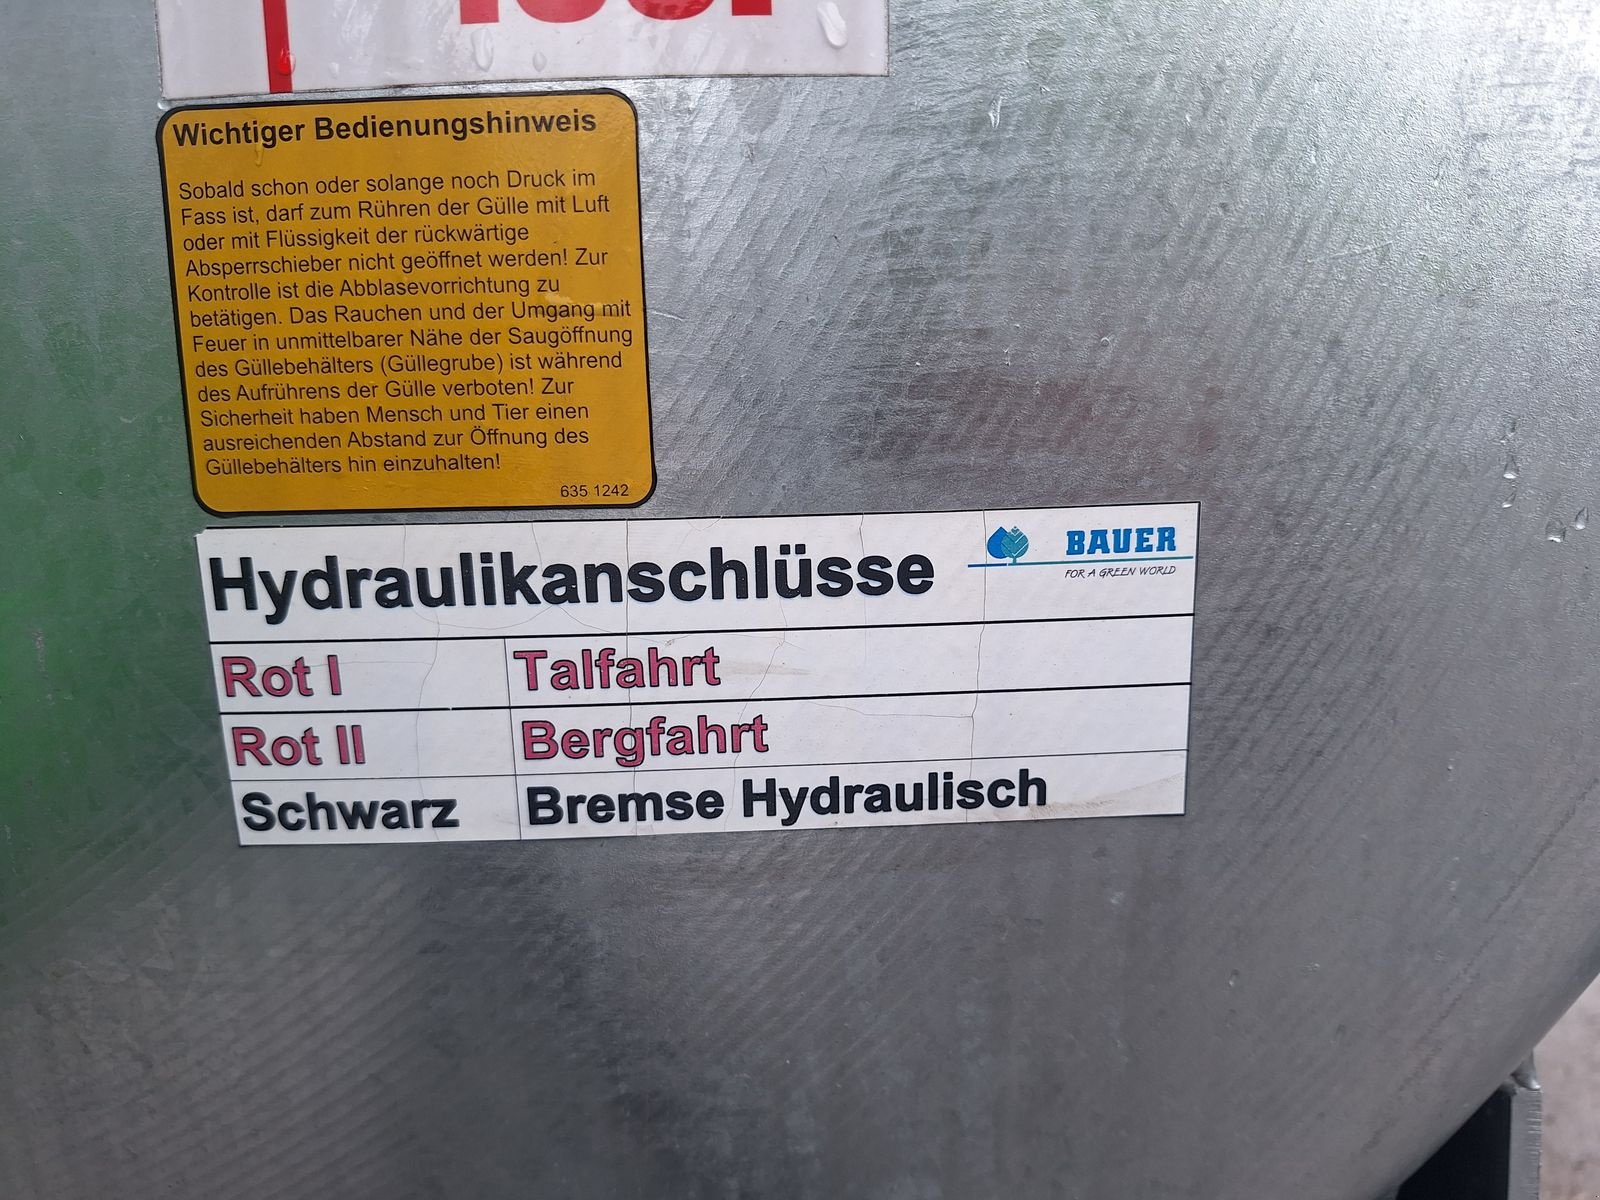 Wichtiger Bedienungshinweis
Sobald schon oder solange noch Druck im
Fass ist, darf zum Rühren der Gülle mit Luft
oder mit Flüssigkeit der rückwärtige
Absperrschieber nicht geöffnet werden! Zur
Kontrolle ist die Abblasevorrichtung zu
betätigen. Das Rauchen und der Umgang mit
Feuer in unmittelbarer Nähe der Saugöffnung
des Güllebehälters (Güllegrube) ist während
des Aufrührens der Gülle verboten! Zur
Sicherheit haben Mensch und Tier einen
ausreichenden Abstand zur Öffnung des
Güllebehälters hin einzuhalten!
635 1242
Hydraulikanschlüsse
BAUER
FOR A GREEN WORLD
Rot I Talfahrt
Rot II Bergfahrt
Schwarz Bremse Hydraulisch